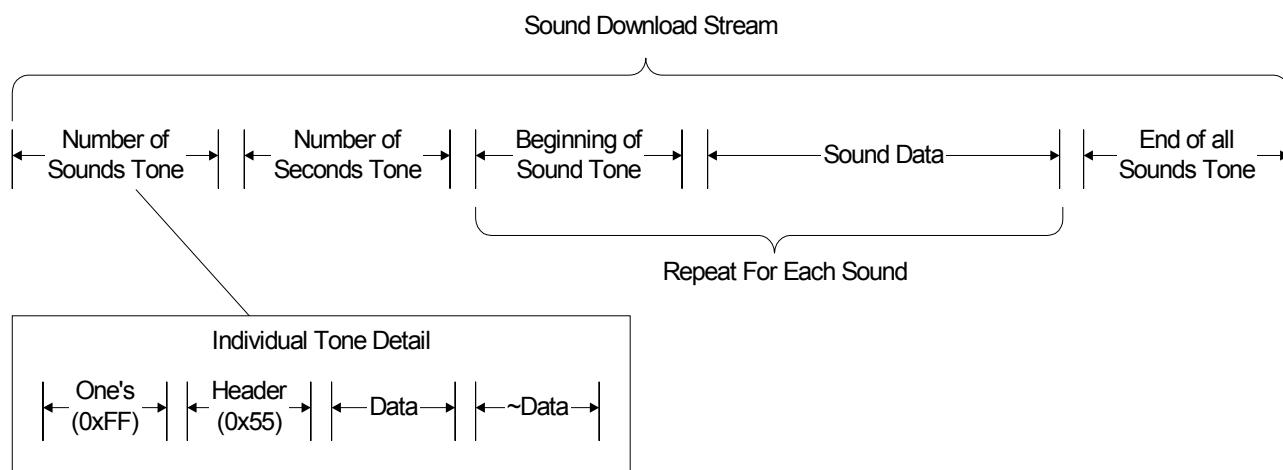 Sound Download Stream
Number of
Sounds Tone
Number of
Seconds Tone
Beginning of
Sound Tone
Sound Data
End of all
Sounds Tone
Repeat For Each Sound
Individual Tone Detail
One's
(0xFF)
Header
(0x55)
Data
~Data